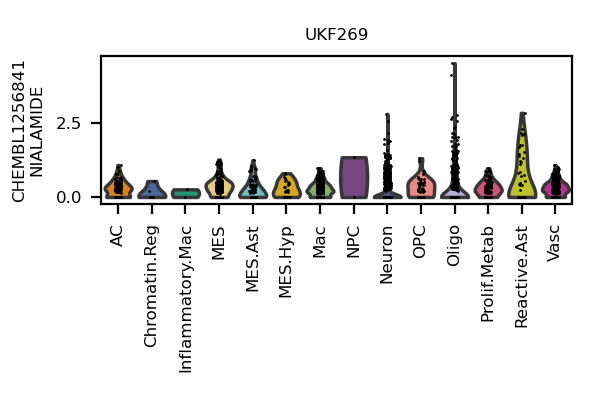 UKF269
CHEMBL1256841
NIALAMIDE
2.5
0.0
AC
Chromatin.Reg
Inflammatory.Mac
MES
MES.Ast
MES.Hyp
Mac
NPC
Neuron
OPC
Oligo
Prolif.Metab
Reactive.Ast
Vasc